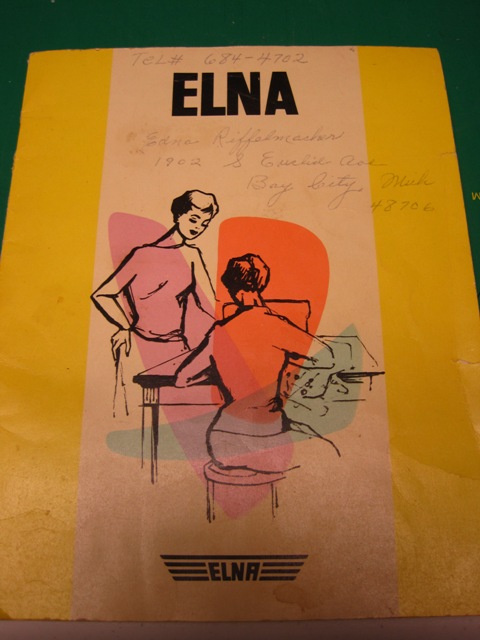 TEL# 684-4702
ELNA
Edna Riffelmacher
1902 S Euclid Ave
Bay City, Mich
48706
ELNA